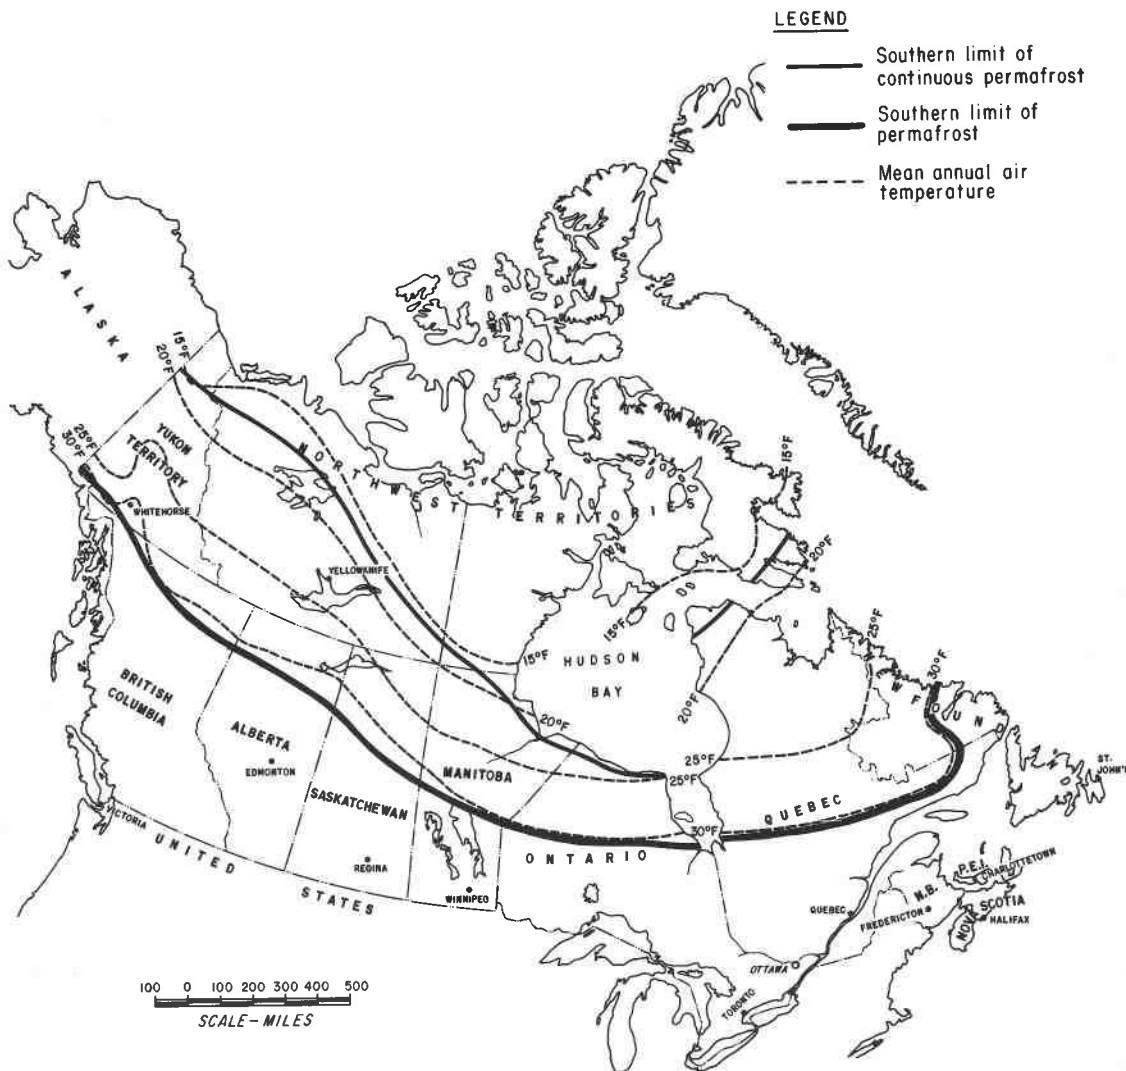 LEGEND
Southern limit of
continuous permafrost
Southern limit of
permafrost
Mean annual air
temperature
ALASKA
15°F
20°F
25°F
30°F
YUKON
TERRITORY
WHITEHORSE
NORTHWEST TERRITORIES
YELLOWKNIFE
15°F
20°F
15°F
15°F
20°F
20°F
25°F
30°F
HUDSON
BAY
NWFOUN
BRITISH
COLUMBIA
ALBERTA
EDMONTON
SASKATCHEWAN
REGINA
MANITOBA
WINNIPEG
25°F
25°F
30°F
ONTARIO
QUEBEC
ST.
JOHN'S
VICTORIA
UNITED STATES
P.E.I.
CHARLOTTETOWN
N.B.
FREDERICTON
NOVA SCOTIA
HALIFAX
QUEBEC
OTTAWA
TORONTO
100 0 100 200 300 400 500
SCALE-MILES